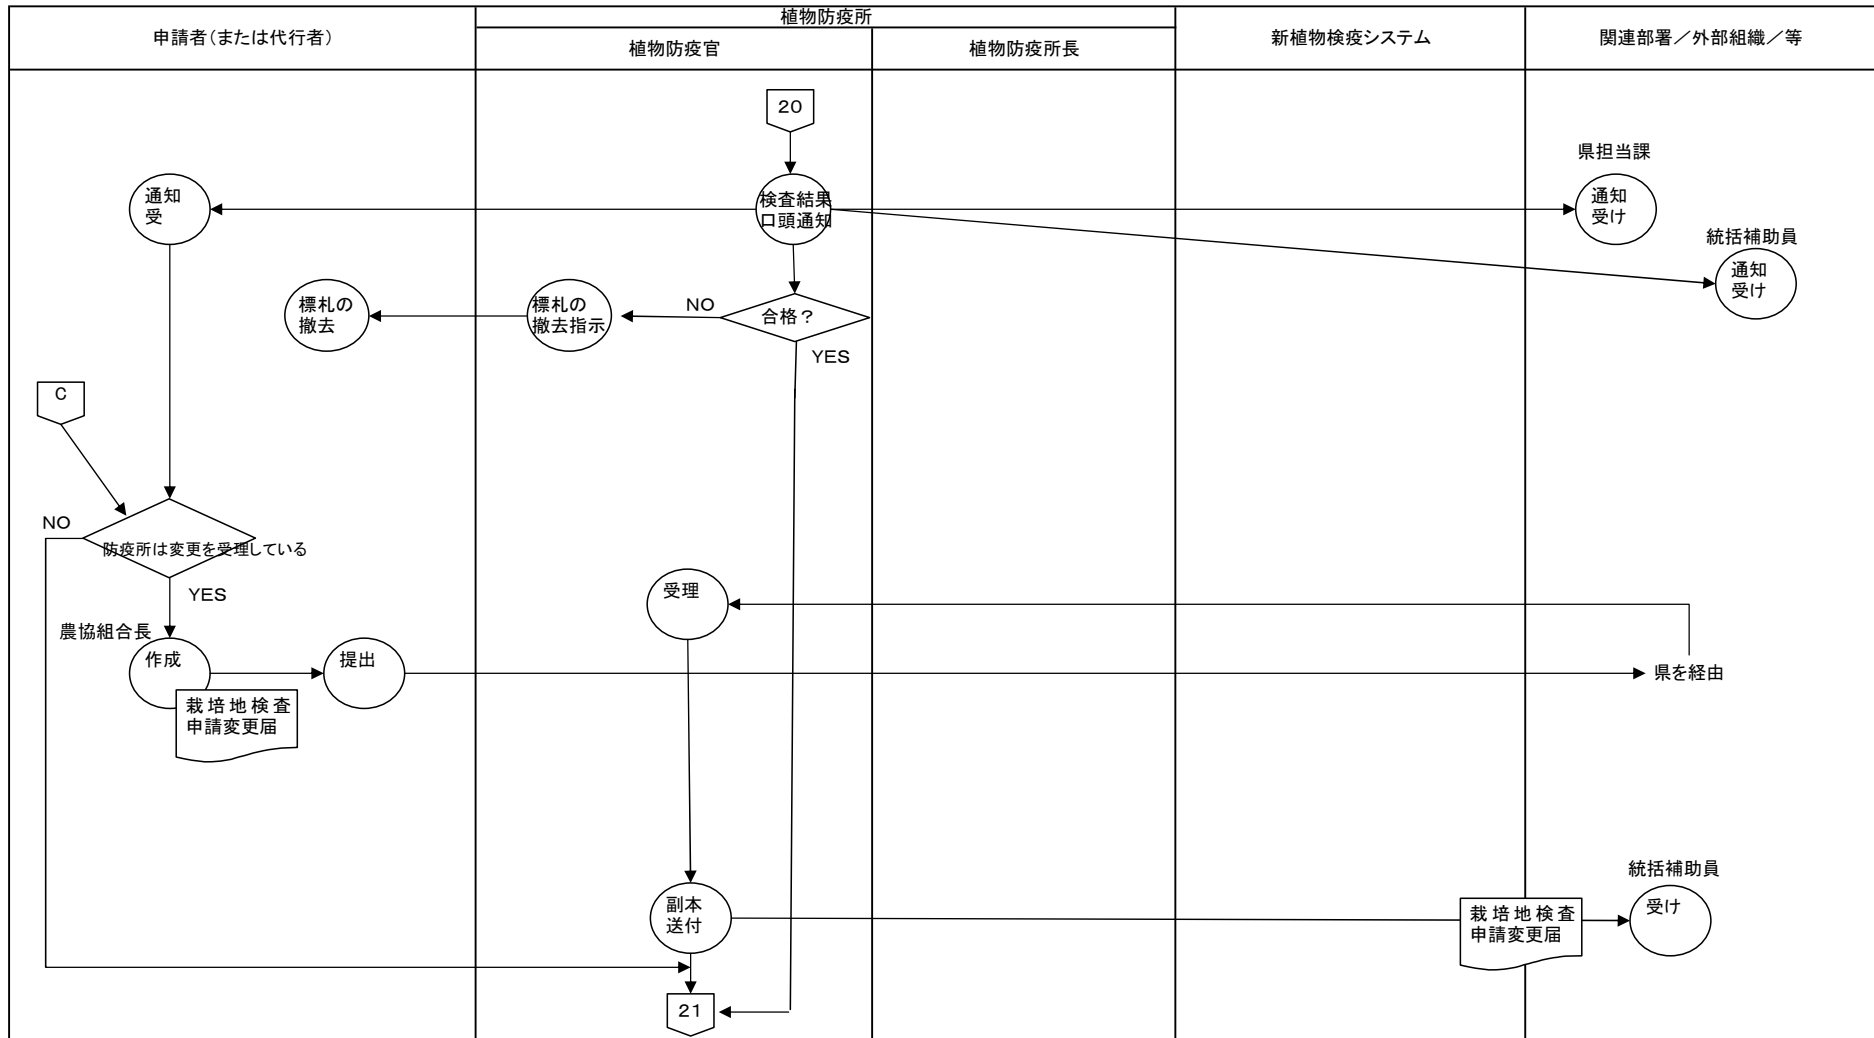 植物防疫所
申請者（または代行者）
植物防疫官
植物防疫所長
新植物検疫システム
関連部署／外部組織／等
20
県担当課
通知
受
検査結果
口頭通知
通知
受け
統括補助員
通知
受け
標札の
撤去
標札の
撤去指示
NO
合格？
YES
C
NO
防疫所は変更を受理している
YES
受理
農協組合長
作成
提出
県を経由
栽培地検査
申請変更届
統括補助員
副本
送付
栽培地検査
申請変更届
受け
21